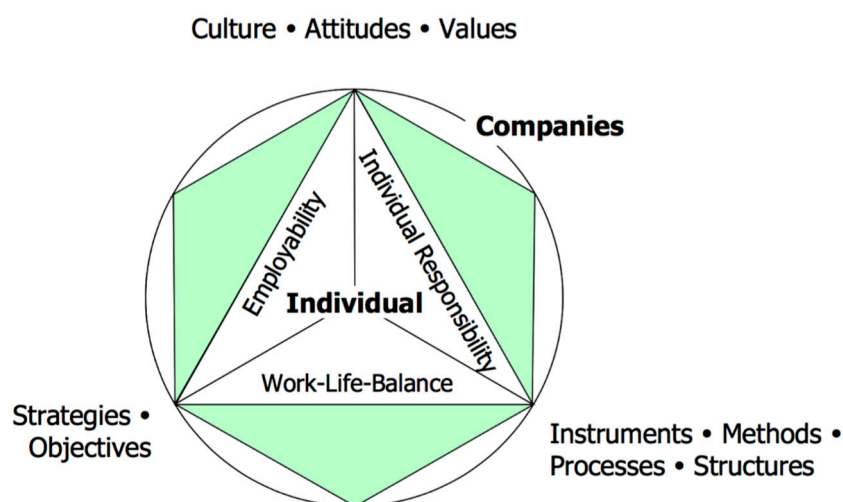 Culture • Attitudes • Values
Companies
Employability
Individual Responsibility
Individual
Work-Life-Balance
Strategies •
Objectives
Instruments • Methods •
Processes • Structures